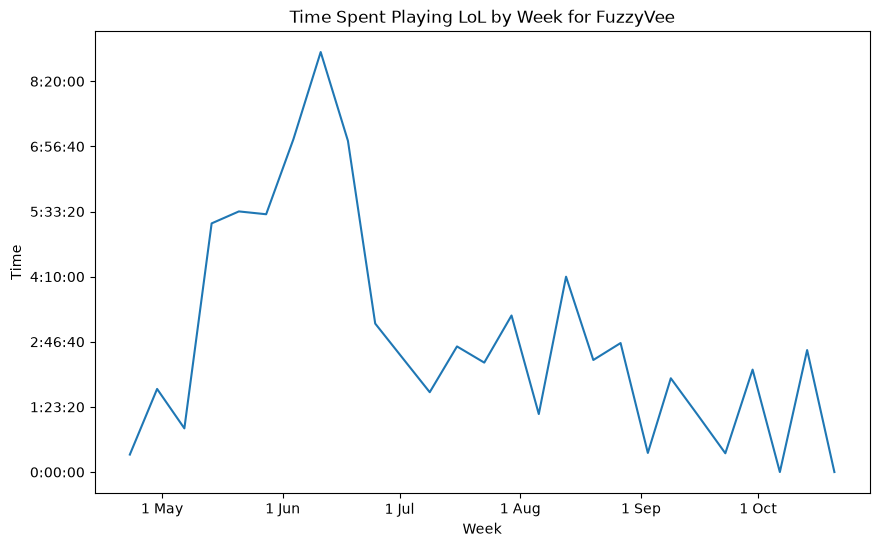 Time Spent Playing LoL by Week for FuzzyVee
8:20:00
6:56:40
5:33:20
4:10:00
2:46:40
1:23:20
0:00:00
Time
1 May 1 Jun 1 Jul 1 Aug 1 Sep 1 Oct
Week